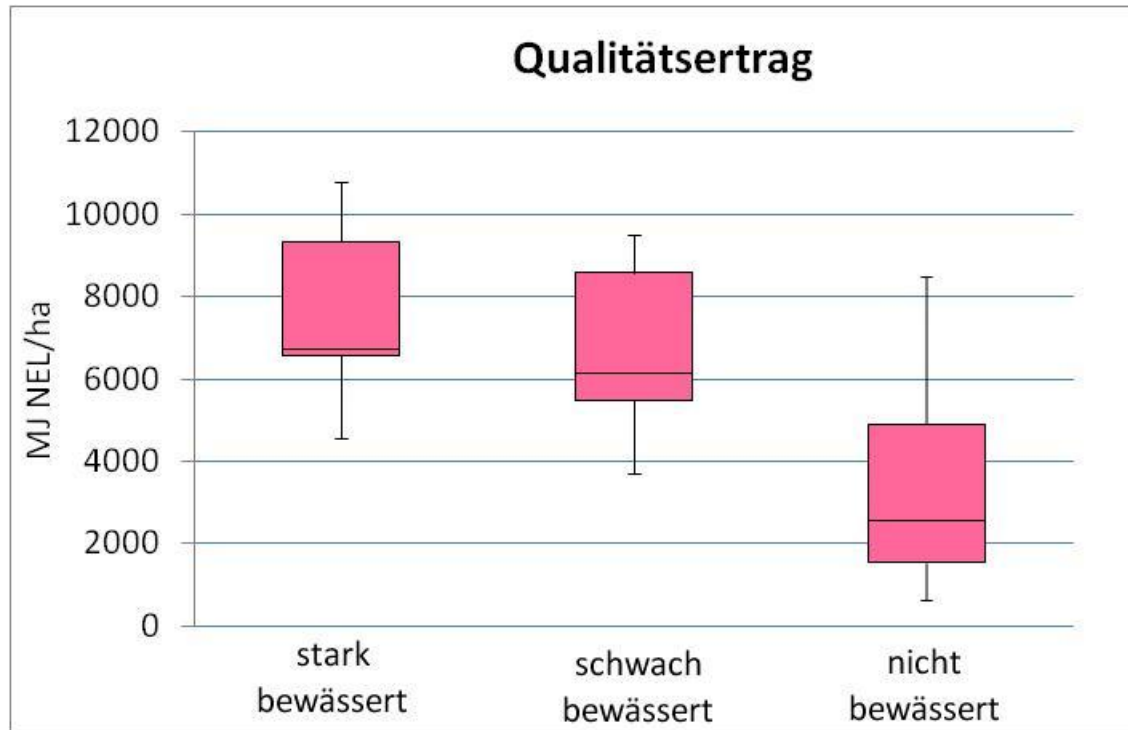 Qualitätsertrag
MJ NEL/ha
12000
10000
8000
6000
4000
2000
0
stark
bewässert
schwach
bewässert
nicht
bewässert